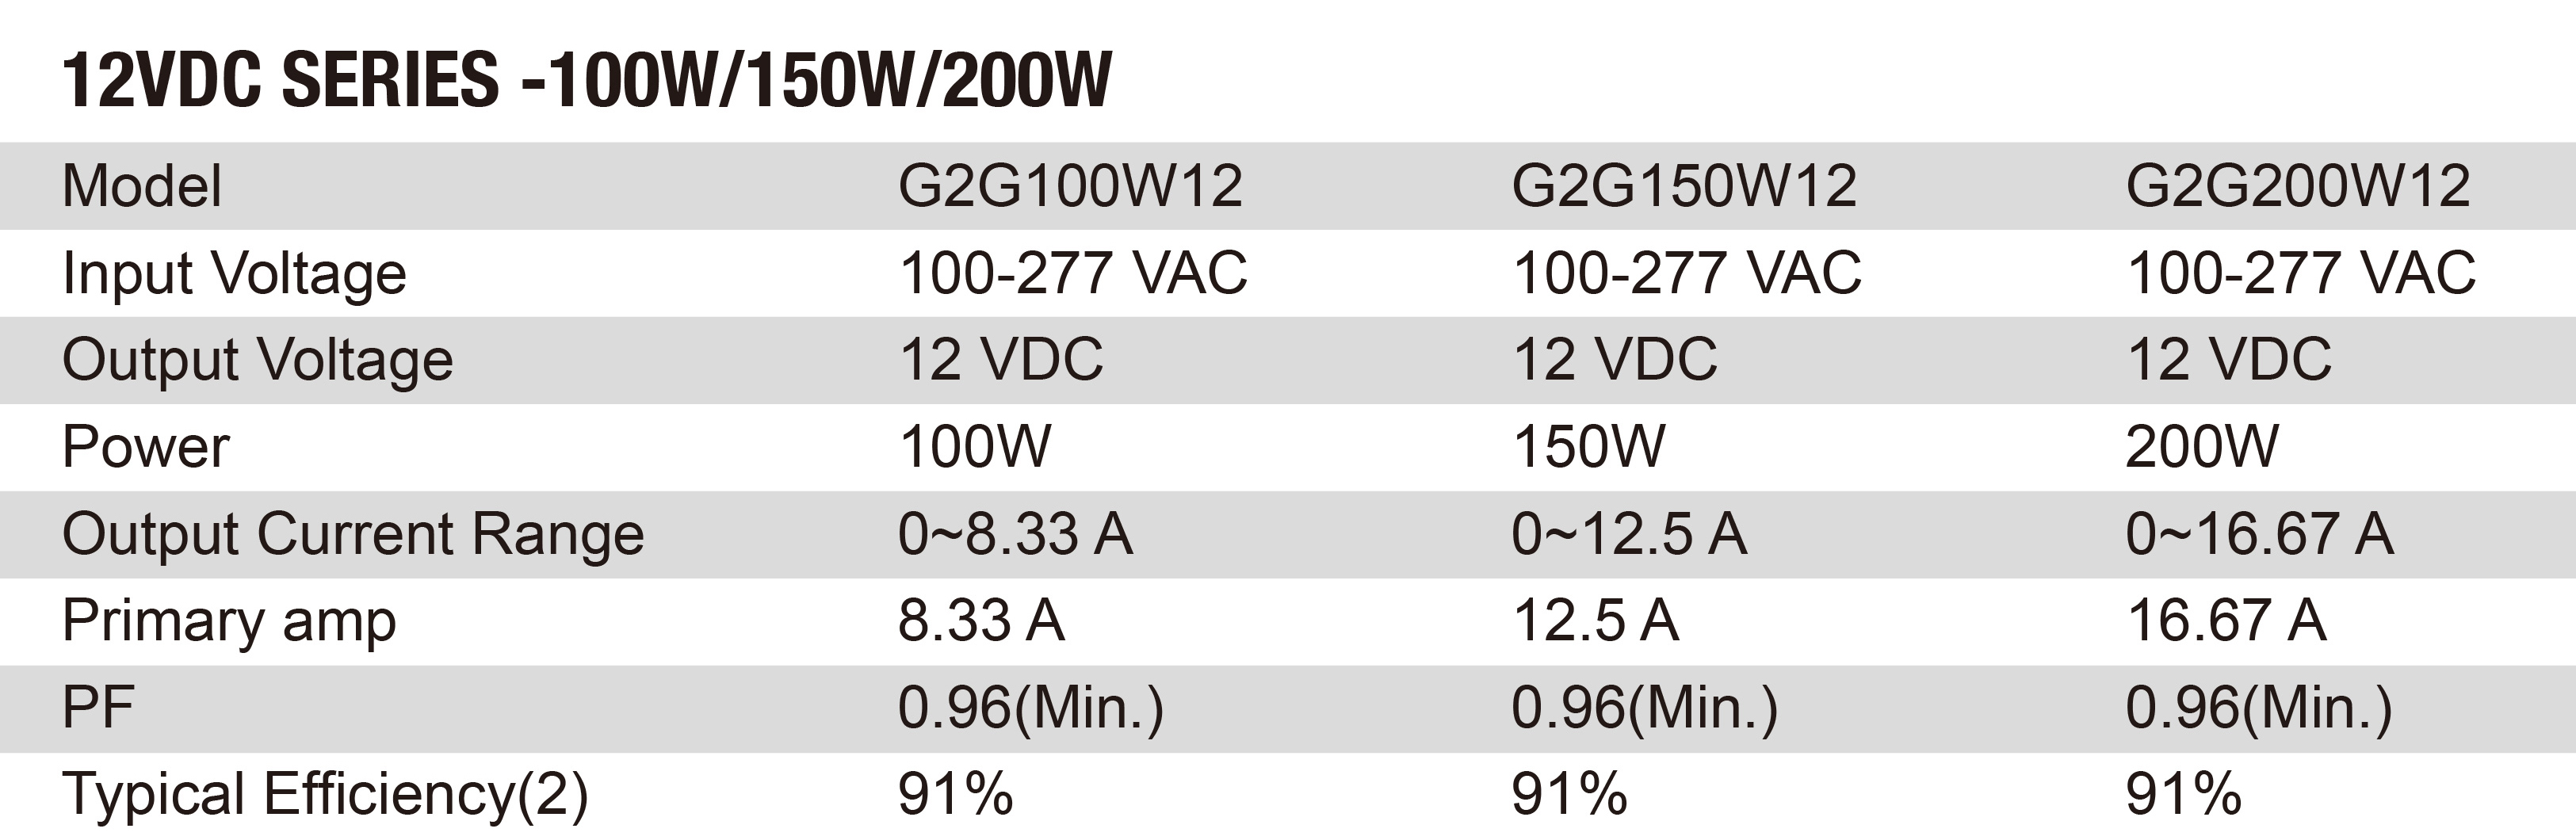 12VDC SERIES -100W/150W/200W
Model G2G100W12 G2G150W12 G2G200W12
Input Voltage 100-277 VAC 100-277 VAC 100-277 VAC
Output Voltage 12 VDC 12 VDC 12 VDC
Power 100W 150W 200W
Output Current Range 0~8.33 A 0~12.5 A 0~16.67 A
Primary amp 8.33 A 12.5 A 16.67 A
PF 0.96(Min.) 0.96(Min.) 0.96(Min.)
Typical Efficiency(2) 91% 91% 91%